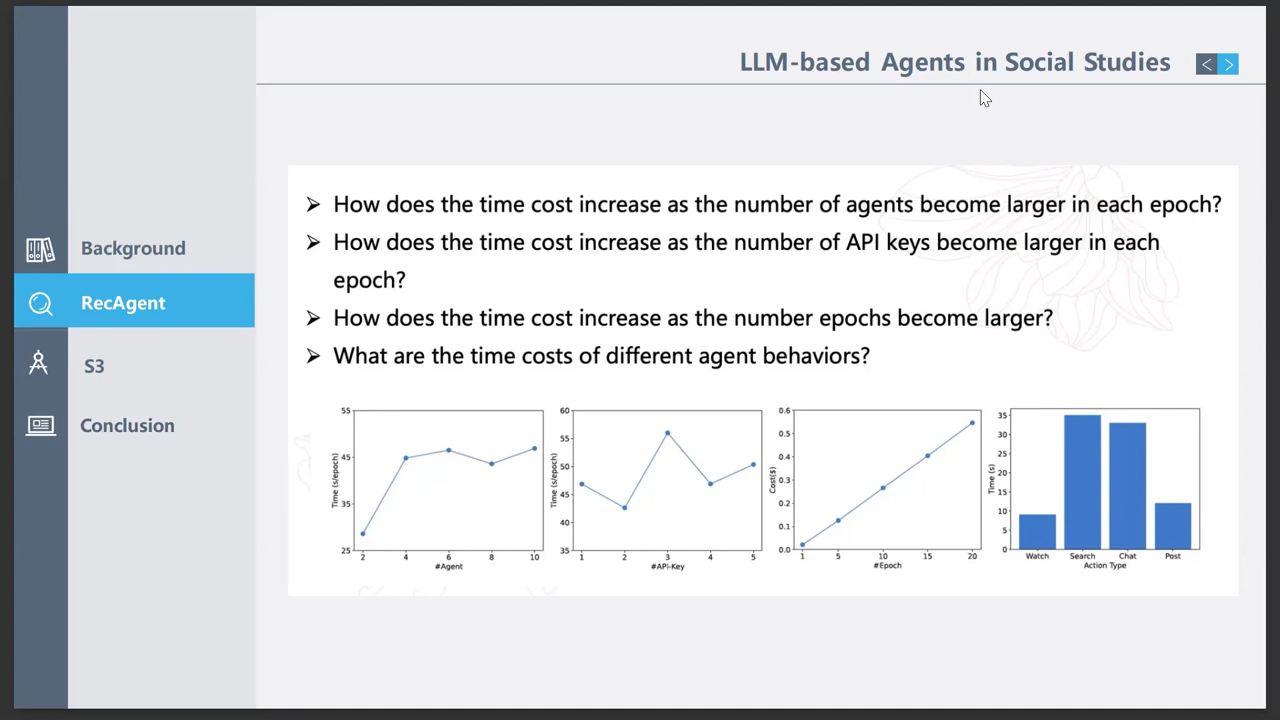 LLM-based Agents in Social Studies
< >
Background
RecAgent
S3
Conclusion
➢ How does the time cost increase as the number of agents become larger in each epoch?
➢ How does the time cost increase as the number of API keys become larger in each
epoch?
➢ How does the time cost increase as the number epochs become larger?
➢ What are the time costs of different agent behaviors?
55
45
35
25
Time (s/epoch)
2 4 6 8 10
#Agent
60
55
50
45
40
35
Time (s/epoch)
1 2 3 4 5
#API-Key
0.6
0.5
0.4
0.3
0.2
0.1
0.0
Cost($)
1 5 10 15 20
#Epoch
35
30
25
20
15
10
5
0
Time (s)
Watch Search Chat Post
Action Type